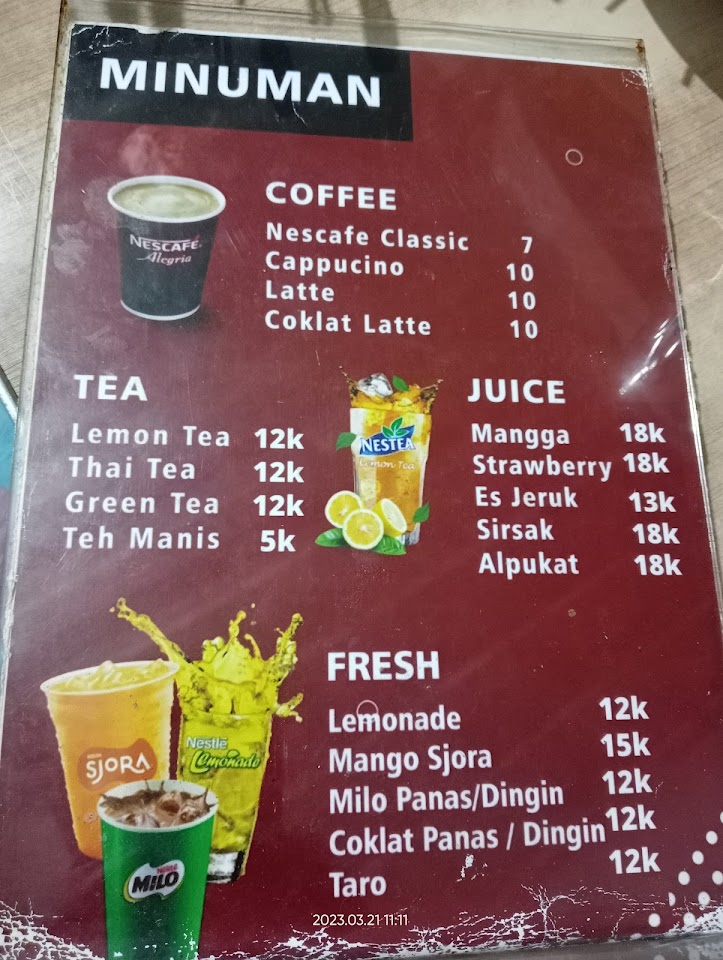 MINUMAN
NESCAFÉ.
Alegria
COFFEE
Nescafe Classic 7
Cappucino 10
Latte 10
Coklat Latte 10
TEA
Lemon Tea 12k
Thai Tea 12k
Green Tea 12k
Teh Manis 5k
NESTEA
Lemon Tea
JUICE
Mangga 18k
Strawberry 18k
Es Jeruk 13k
Sirsak 18k
Alpukat 18k
FRESH
Lemonade 12k
Mango Sjora 15k
Milo Panas/Dingin 12k
Coklat Panas / Dingin 12k
Taro 12k
SJORA
Nestlé
Lemonade
Nestlé
MILO
2023.03.21 11:11